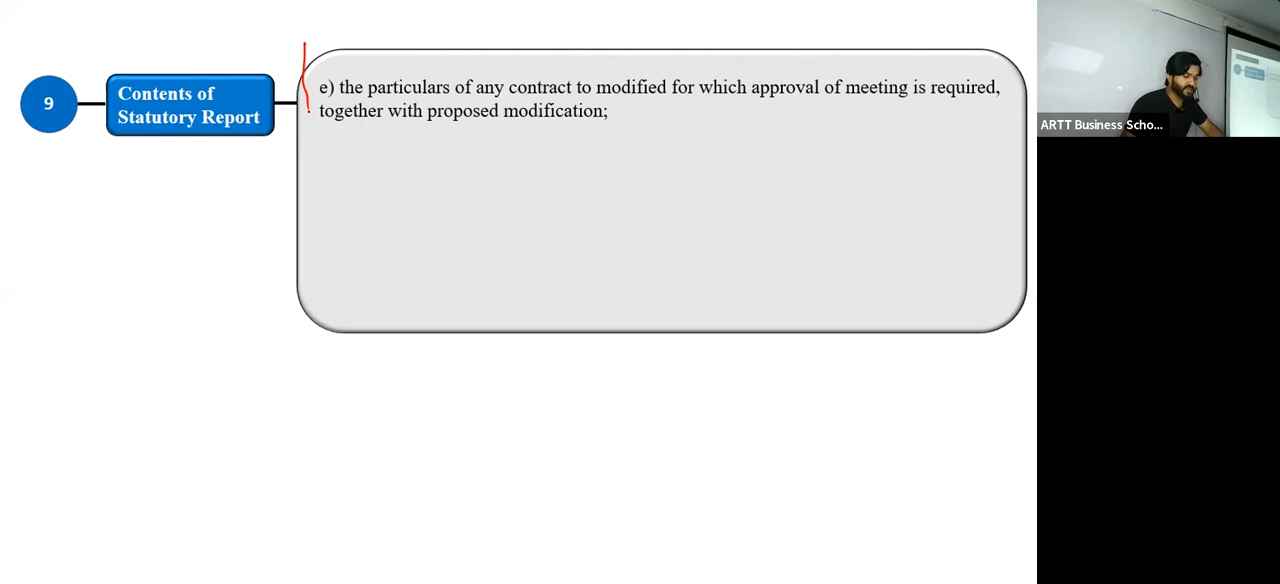 9
Contents of
Statutory Report
e) the particulars of any contract to modified for which approval of meeting is required,
together with proposed modification;
ARTT Business Scho...